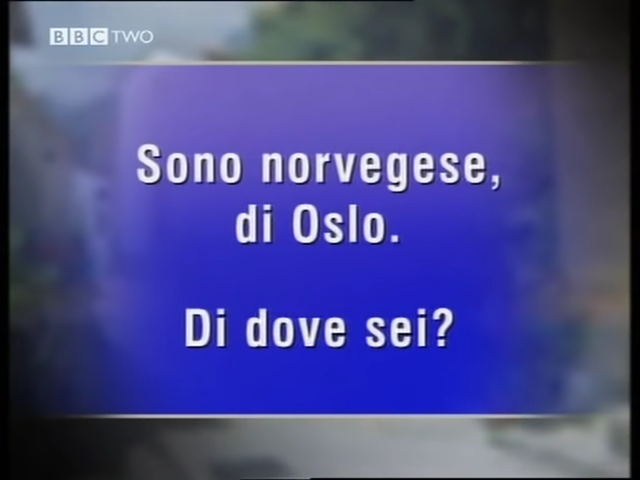 BBC TWO
Sono norvegese,
di Oslo.
Di dove sei?